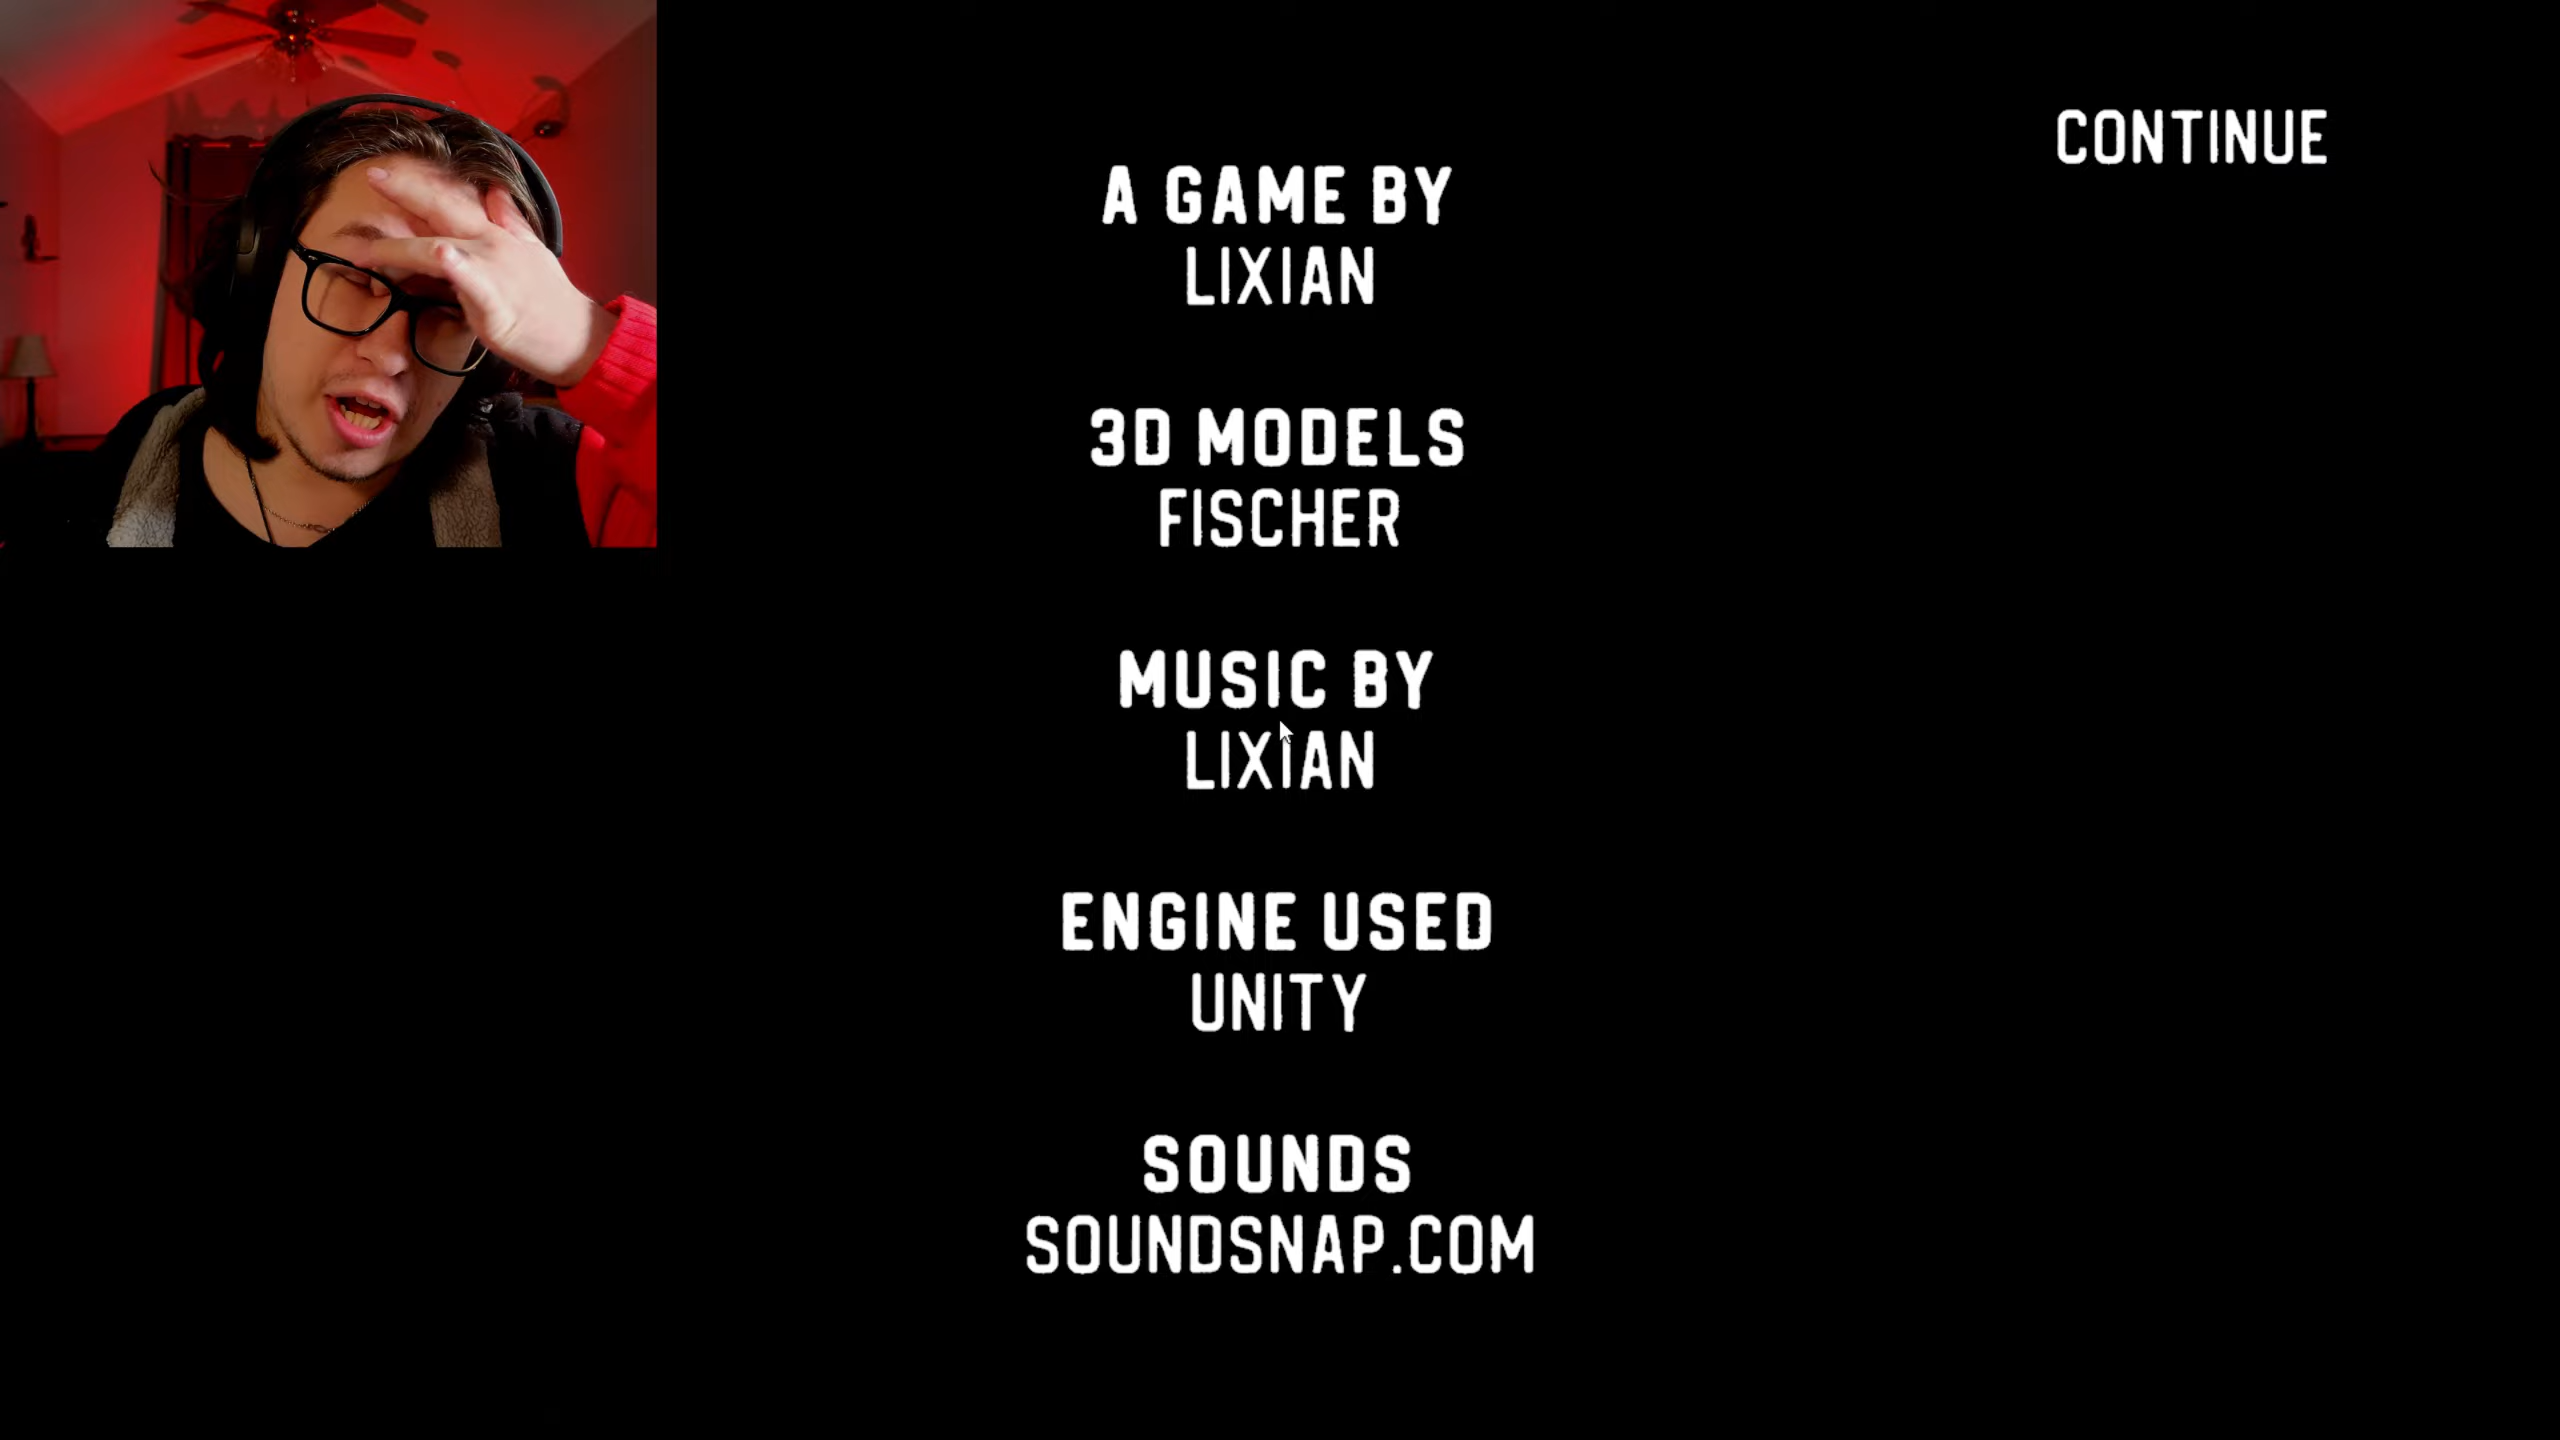 CONTINUE
A GAME BY
LIXIAN
3D MODELS
FISCHER
MUSIC BY
LIXIAN
ENGINE USED
UNITY
SOUNDS
SOUNDSNAP.COM